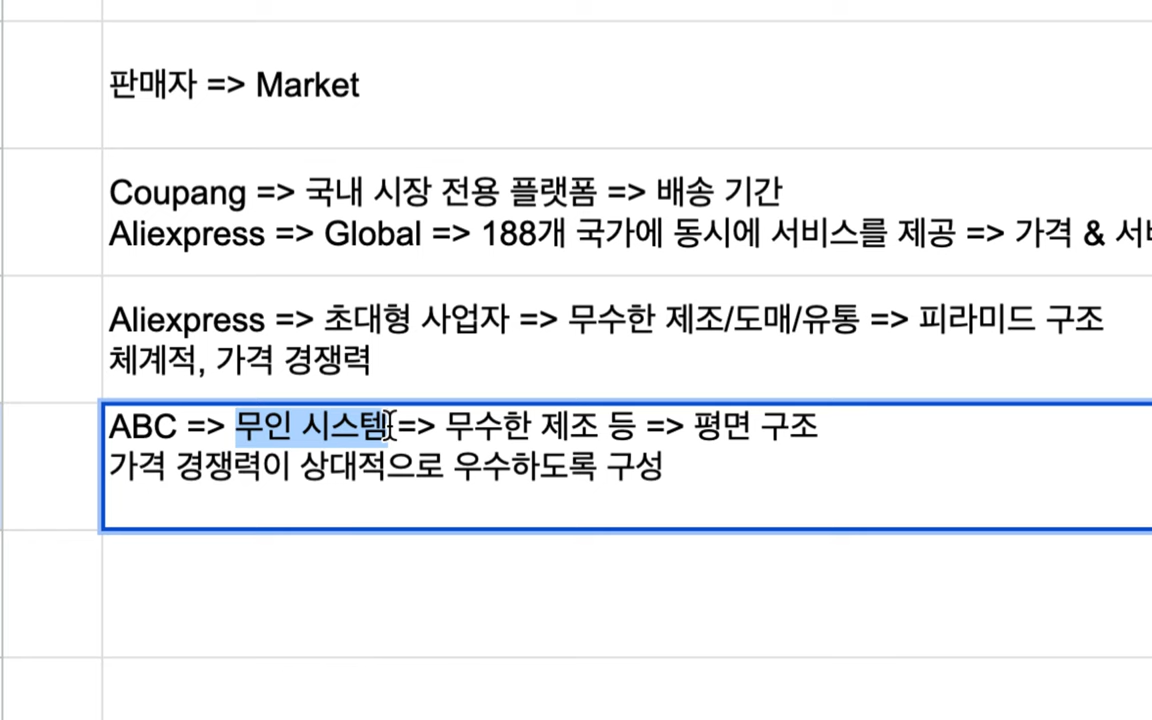 판매자 => Market
Coupang => 국내 시장 전용 플랫폼 => 배송 기간
Aliexpress => Global => 188개 국가에 동시에 서비스를 제공 => 가격 & 서
Aliexpress => 초대형 사업자 => 무수한 제조/도매/유통 => 피라미드 구조
체계적, 가격 경쟁력
ABC => 무인 시스템 => 무수한 제조 등 => 평면 구조
가격 경쟁력이 상대적으로 우수하도록 구성